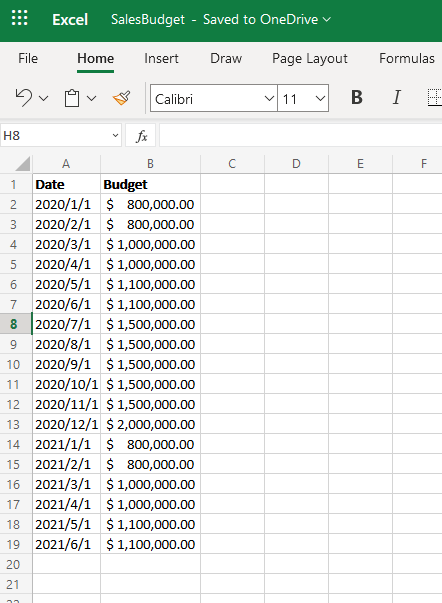 Excel SalesBudget - Saved to OneDrive
File Home Insert Draw Page Layout Formulas
Calibri 11 B I
H8 fx
A B C D E F
1 Date Budget
2 2020/1/1 $ 800,000.00
3 2020/2/1 $ 800,000.00
4 2020/3/1 $ 1,000,000.00
5 2020/4/1 $ 1,000,000.00
6 2020/5/1 $ 1,100,000.00
7 2020/6/1 $ 1,100,000.00
8 2020/7/1 $ 1,500,000.00
9 2020/8/1 $ 1,500,000.00
10 2020/9/1 $ 1,500,000.00
11 2020/10/1 $ 1,500,000.00
12 2020/11/1 $ 1,500,000.00
13 2020/12/1 $ 2,000,000.00
14 2021/1/1 $ 800,000.00
15 2021/2/1 $ 800,000.00
16 2021/3/1 $ 1,000,000.00
17 2021/4/1 $ 1,000,000.00
18 2021/5/1 $ 1,100,000.00
19 2021/6/1 $ 1,100,000.00
20
21